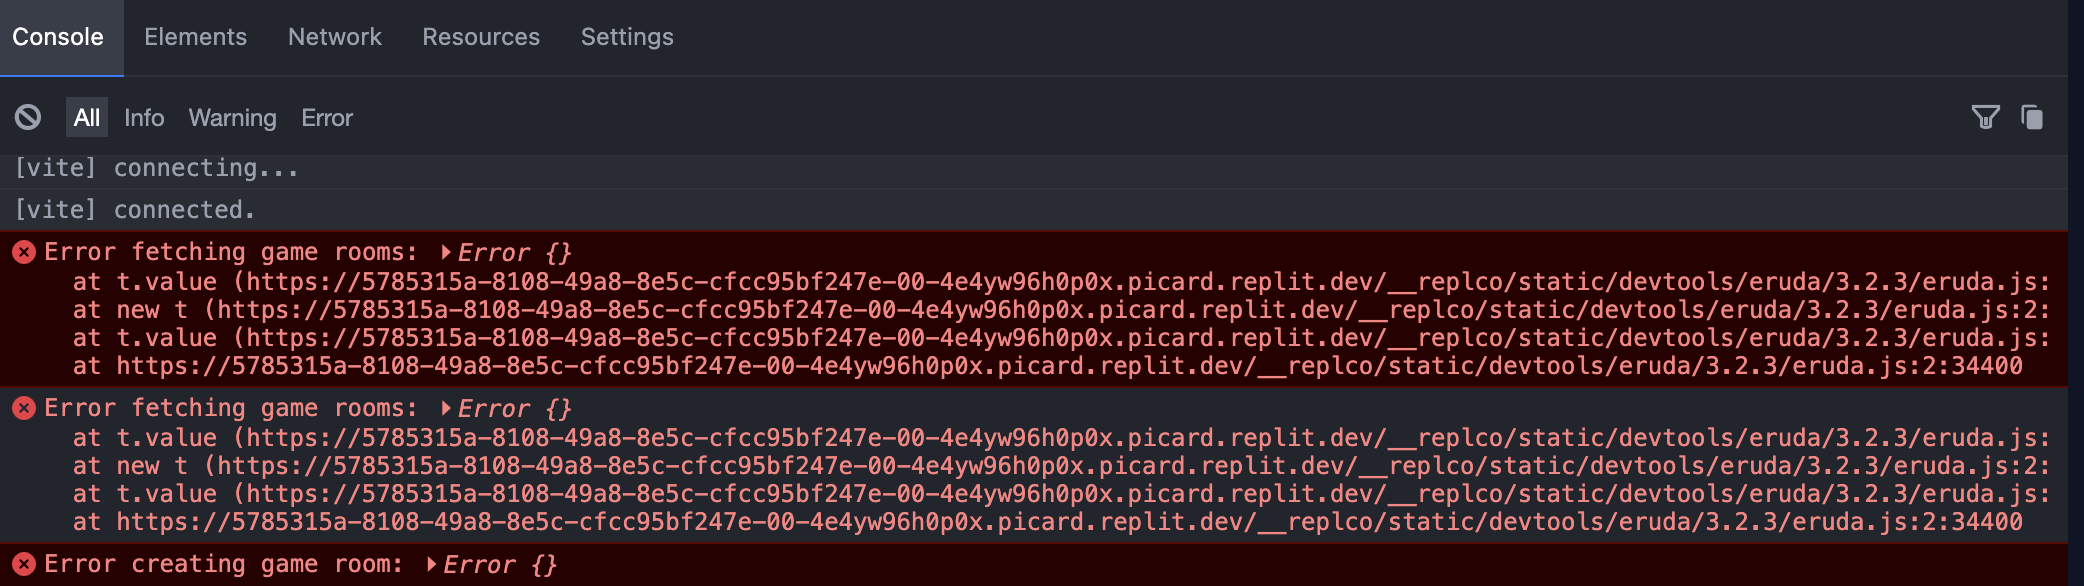 Console Elements Network Resources Settings
All Info Warning Error
[vite] connecting...
[vite] connected.
Error fetching game rooms: Error {}
at t.value (https://5785315a-8108-49a8-8e5c-cfcc95bf247e-00-4e4yw96h0p0x.picard.replit.dev/__replco/static/devtools/eruda/3.2.3/eruda.js:
at new t (https://5785315a-8108-49a8-8e5c-cfcc95bf247e-00-4e4yw96h0p0x.picard.replit.dev/__replco/static/devtools/eruda/3.2.3/eruda.js:2:
at t.value (https://5785315a-8108-49a8-8e5c-cfcc95bf247e-00-4e4yw96h0p0x.picard.replit.dev/__replco/static/devtools/eruda/3.2.3/eruda.js:
at https://5785315a-8108-49a8-8e5c-cfcc95bf247e-00-4e4yw96h0p0x.picard.replit.dev/__replco/static/devtools/eruda/3.2.3/eruda.js:2:34400
Error fetching game rooms: Error {}
at t.value (https://5785315a-8108-49a8-8e5c-cfcc95bf247e-00-4e4yw96h0p0x.picard.replit.dev/__replco/static/devtools/eruda/3.2.3/eruda.js:
at new t (https://5785315a-8108-49a8-8e5c-cfcc95bf247e-00-4e4yw96h0p0x.picard.replit.dev/__replco/static/devtools/eruda/3.2.3/eruda.js:2:
at t.value (https://5785315a-8108-49a8-8e5c-cfcc95bf247e-00-4e4yw96h0p0x.picard.replit.dev/__replco/static/devtools/eruda/3.2.3/eruda.js:
at https://5785315a-8108-49a8-8e5c-cfcc95bf247e-00-4e4yw96h0p0x.picard.replit.dev/__replco/static/devtools/eruda/3.2.3/eruda.js:2:34400
Error creating game room: Error {}